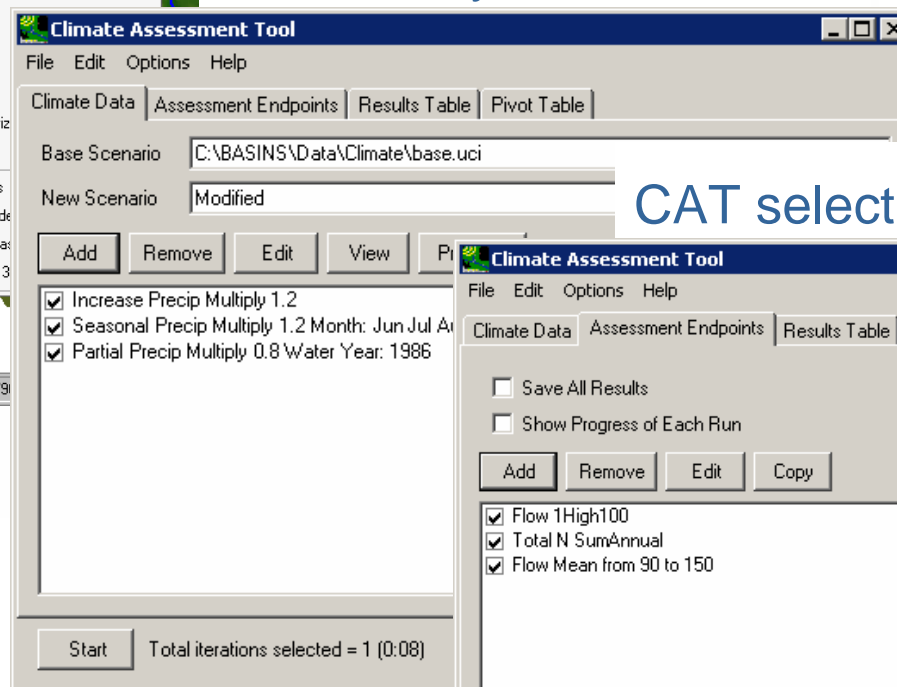 Climate Assessment Tool
File Edit Options Help
Climate Data Assessment Endpoints Results Table Pivot Table
Base Scenario C:\BASINS\Data\Climate\base.uci
New Scenario Modified
CAT select
Add Remove Edit View
Increase Precip Multiply 1.2
Seasonal Precip Multiply 1.2 Month: Jun Jul
Partial Precip Multiply 0.8 Water Year: 1986
Start Total iterations selected = 1 (0:08)
Climate Assessment Tool
File Edit Options Help
Climate Data Assessment Endpoints Results Table
Save All Results
Show Progress of Each Run
Add Remove Edit Copy
Flow 1High100
Total N SumAnnual
Flow Mean from 90 to 150